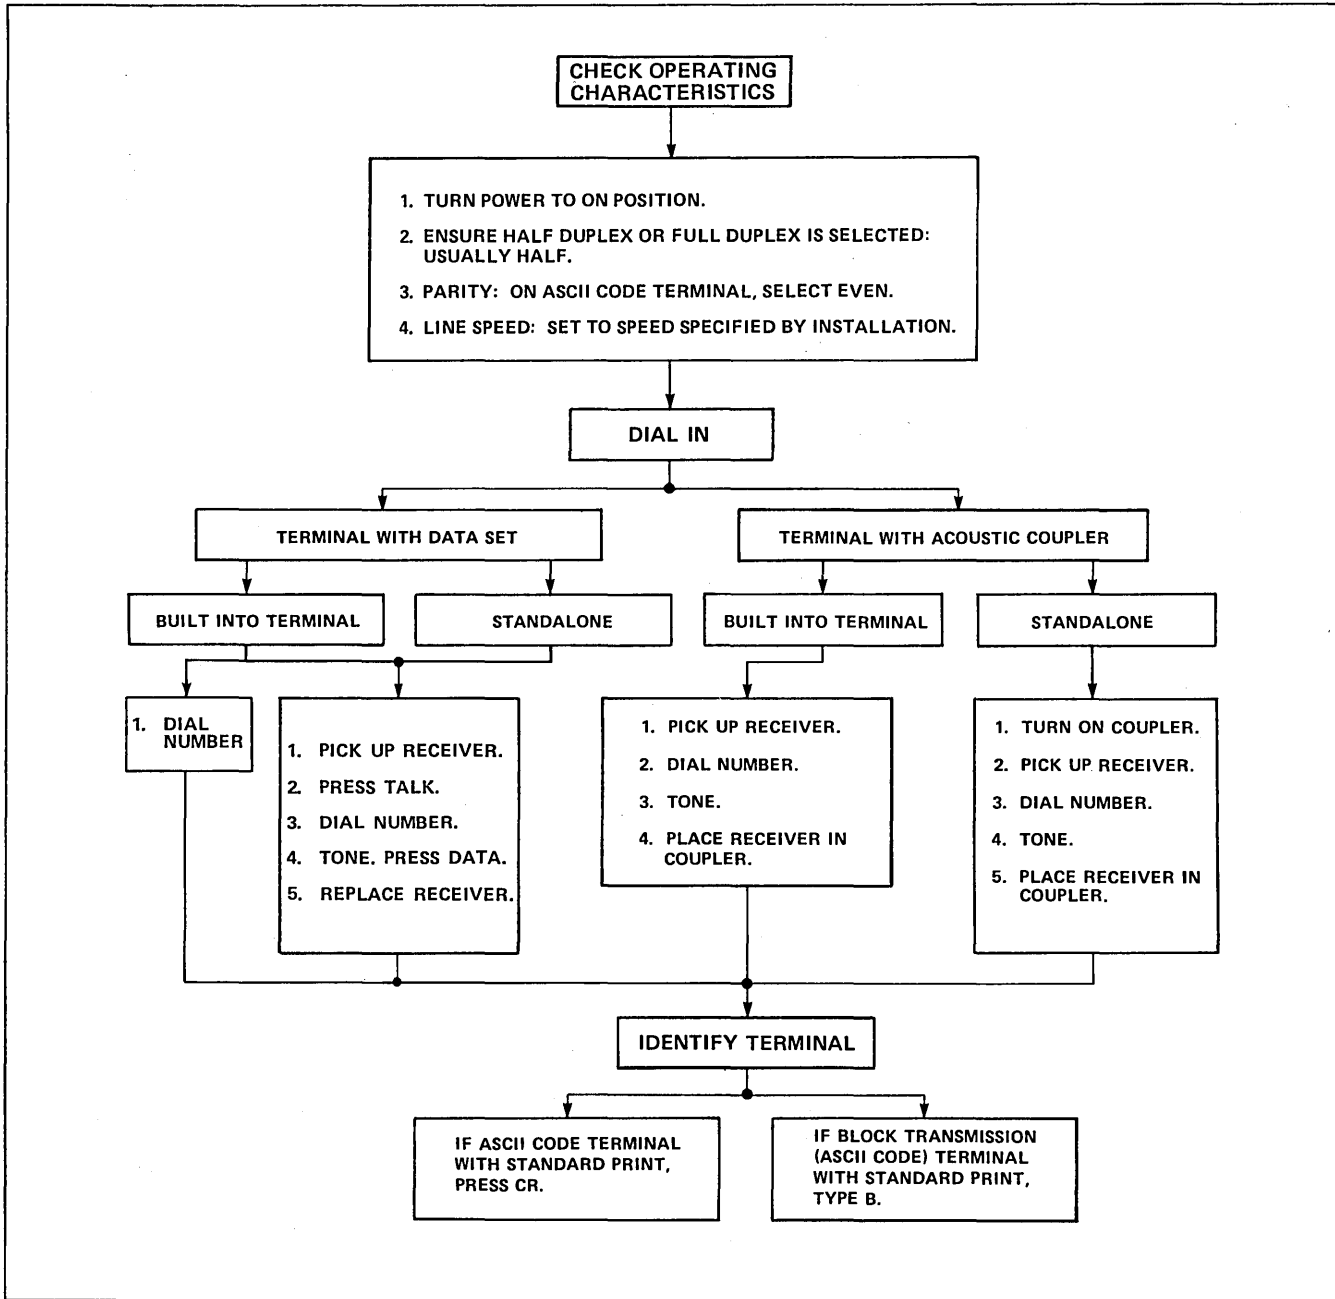 CHECK OPERATING
CHARACTERISTICS
1. TURN POWER TO ON POSITION.
2. ENSURE HALF DUPLEX OR FULL DUPLEX IS SELECTED:
USUALLY HALF.
3. PARITY: ON ASCII CODE TERMINAL, SELECT EVEN.
4. LINE SPEED: SET TO SPEED SPECIFIED BY INSTALLATION.
DIAL IN
TERMINAL WITH DATA SET
TERMINAL WITH ACOUSTIC COUPLER
BUILT INTO TERMINAL
STANDALONE
BUILT INTO TERMINAL
STANDALONE
1. DIAL
NUMBER
1. PICK UP RECEIVER.
2. PRESS TALK.
3. DIAL NUMBER.
4. TONE. PRESS DATA.
5. REPLACE RECEIVER.
1. PICK UP RECEIVER.
2. DIAL NUMBER.
3. TONE.
4. PLACE RECEIVER IN
COUPLER.
1. TURN ON COUPLER.
2. PICK UP RECEIVER.
3. DIAL NUMBER.
4. TONE.
5. PLACE RECEIVER IN
COUPLER.
IDENTIFY TERMINAL
IF ASCII CODE TERMINAL
WITH STANDARD PRINT,
PRESS CR.
IF BLOCK TRANSMISSION
(ASCII CODE) TERMINAL
WITH STANDARD PRINT,
TYPE B.